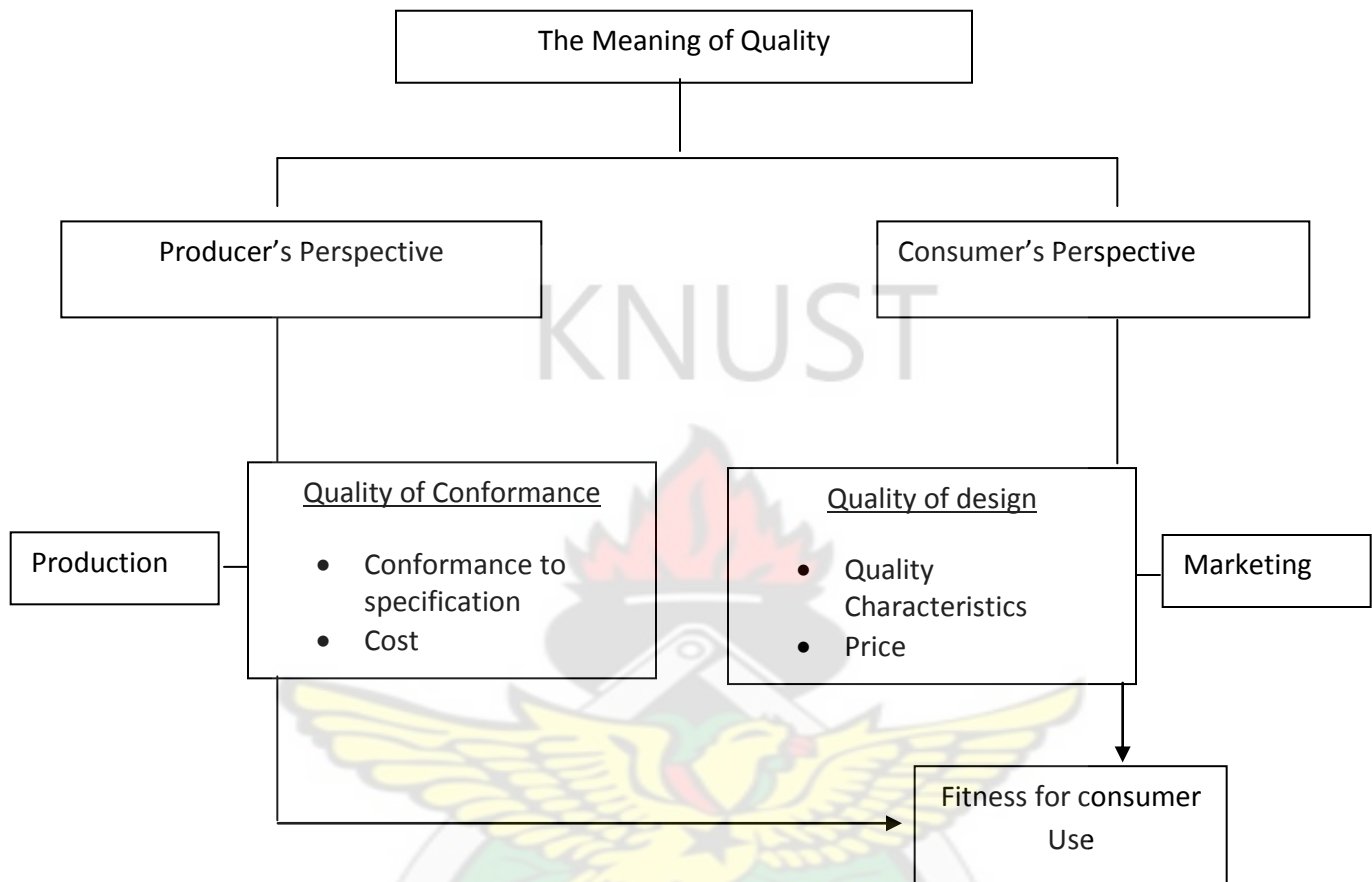 The Meaning of Quality
Producer's Perspective
Consumer's Perspective
KNUST
Quality of Conformance
• Conformance to
specification
• Cost
Quality of design
• Quality
Characteristics
• Price
Production
Marketing
Fitness for consumer
Use